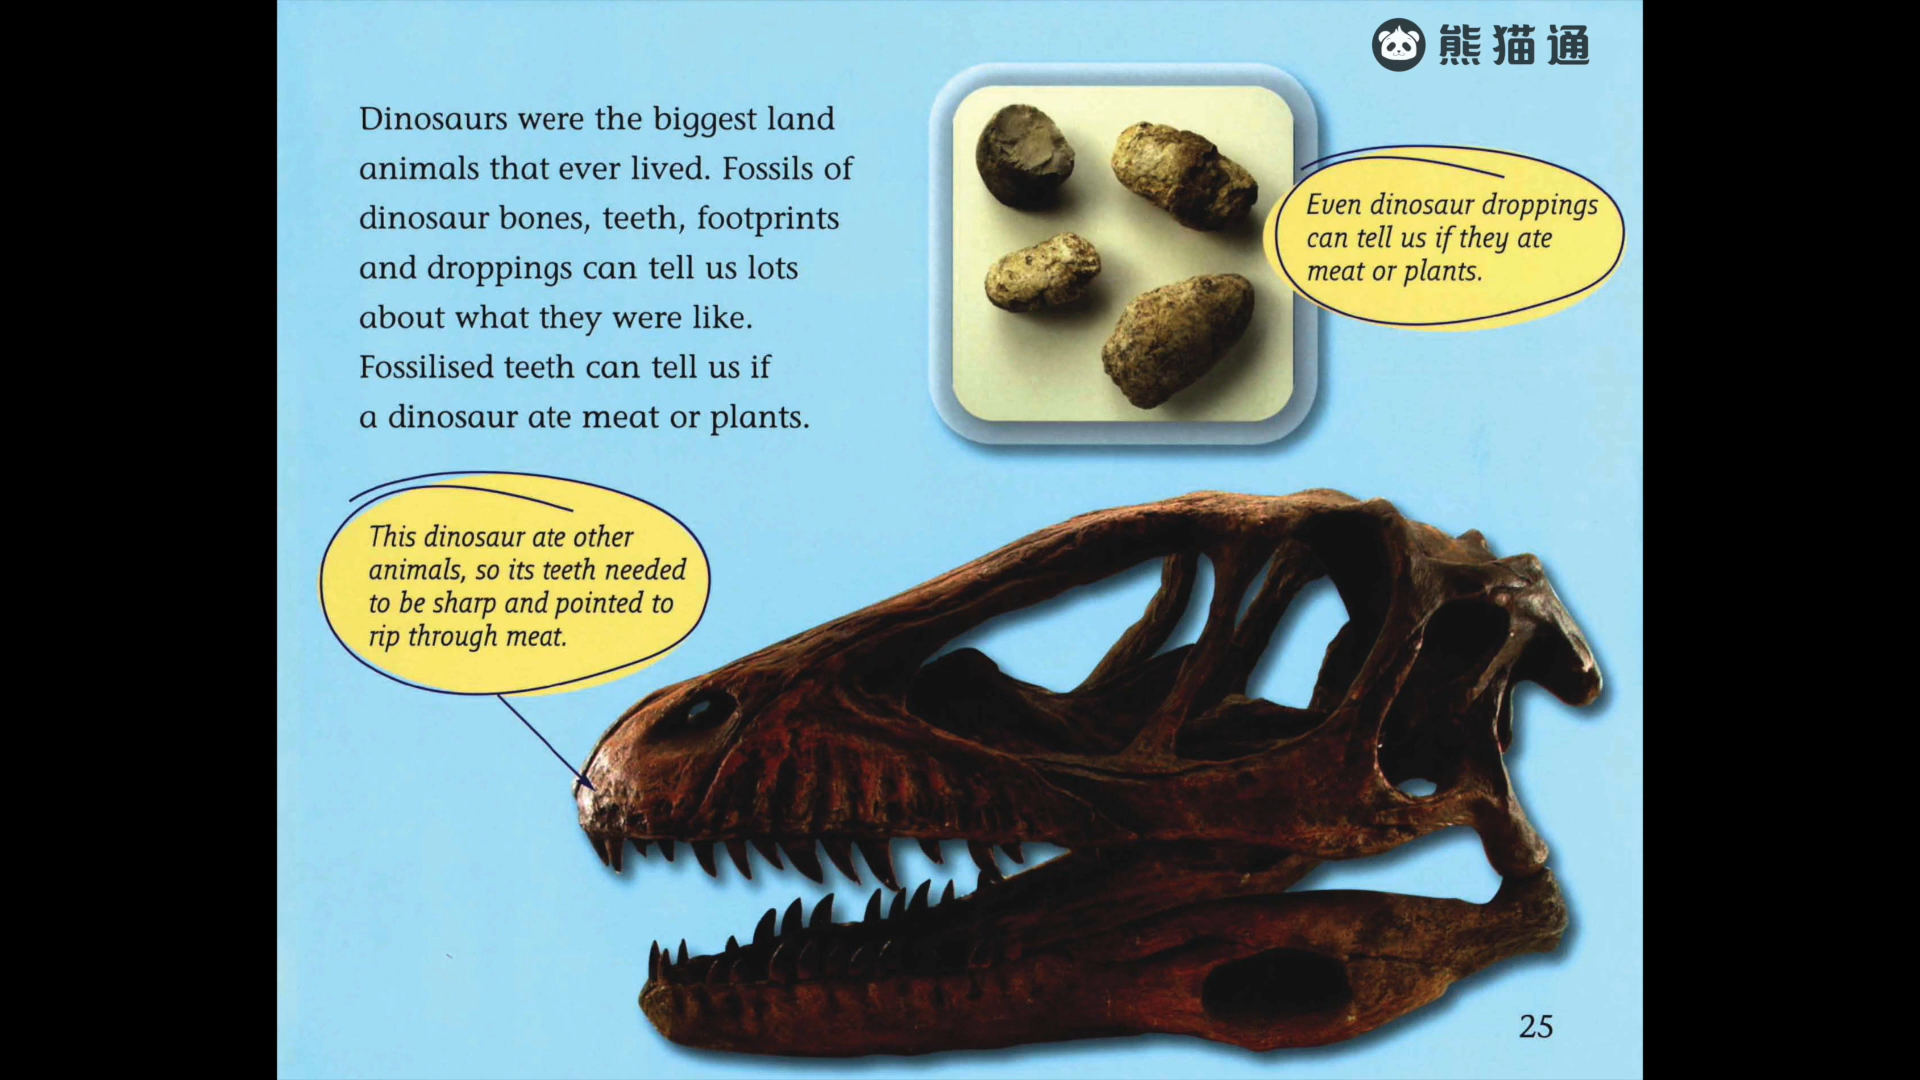 熊猫通
Dinosaurs were the biggest land
animals that ever lived. Fossils of
dinosaur bones, teeth, footprints
and droppings can tell us lots
about what they were like.
Fossilised teeth can tell us if
a dinosaur ate meat or plants.
Even dinosaur droppings
can tell us if they ate
meat or plants.
This dinosaur ate other
animals, so its teeth needed
to be sharp and pointed to
rip through meat.
25